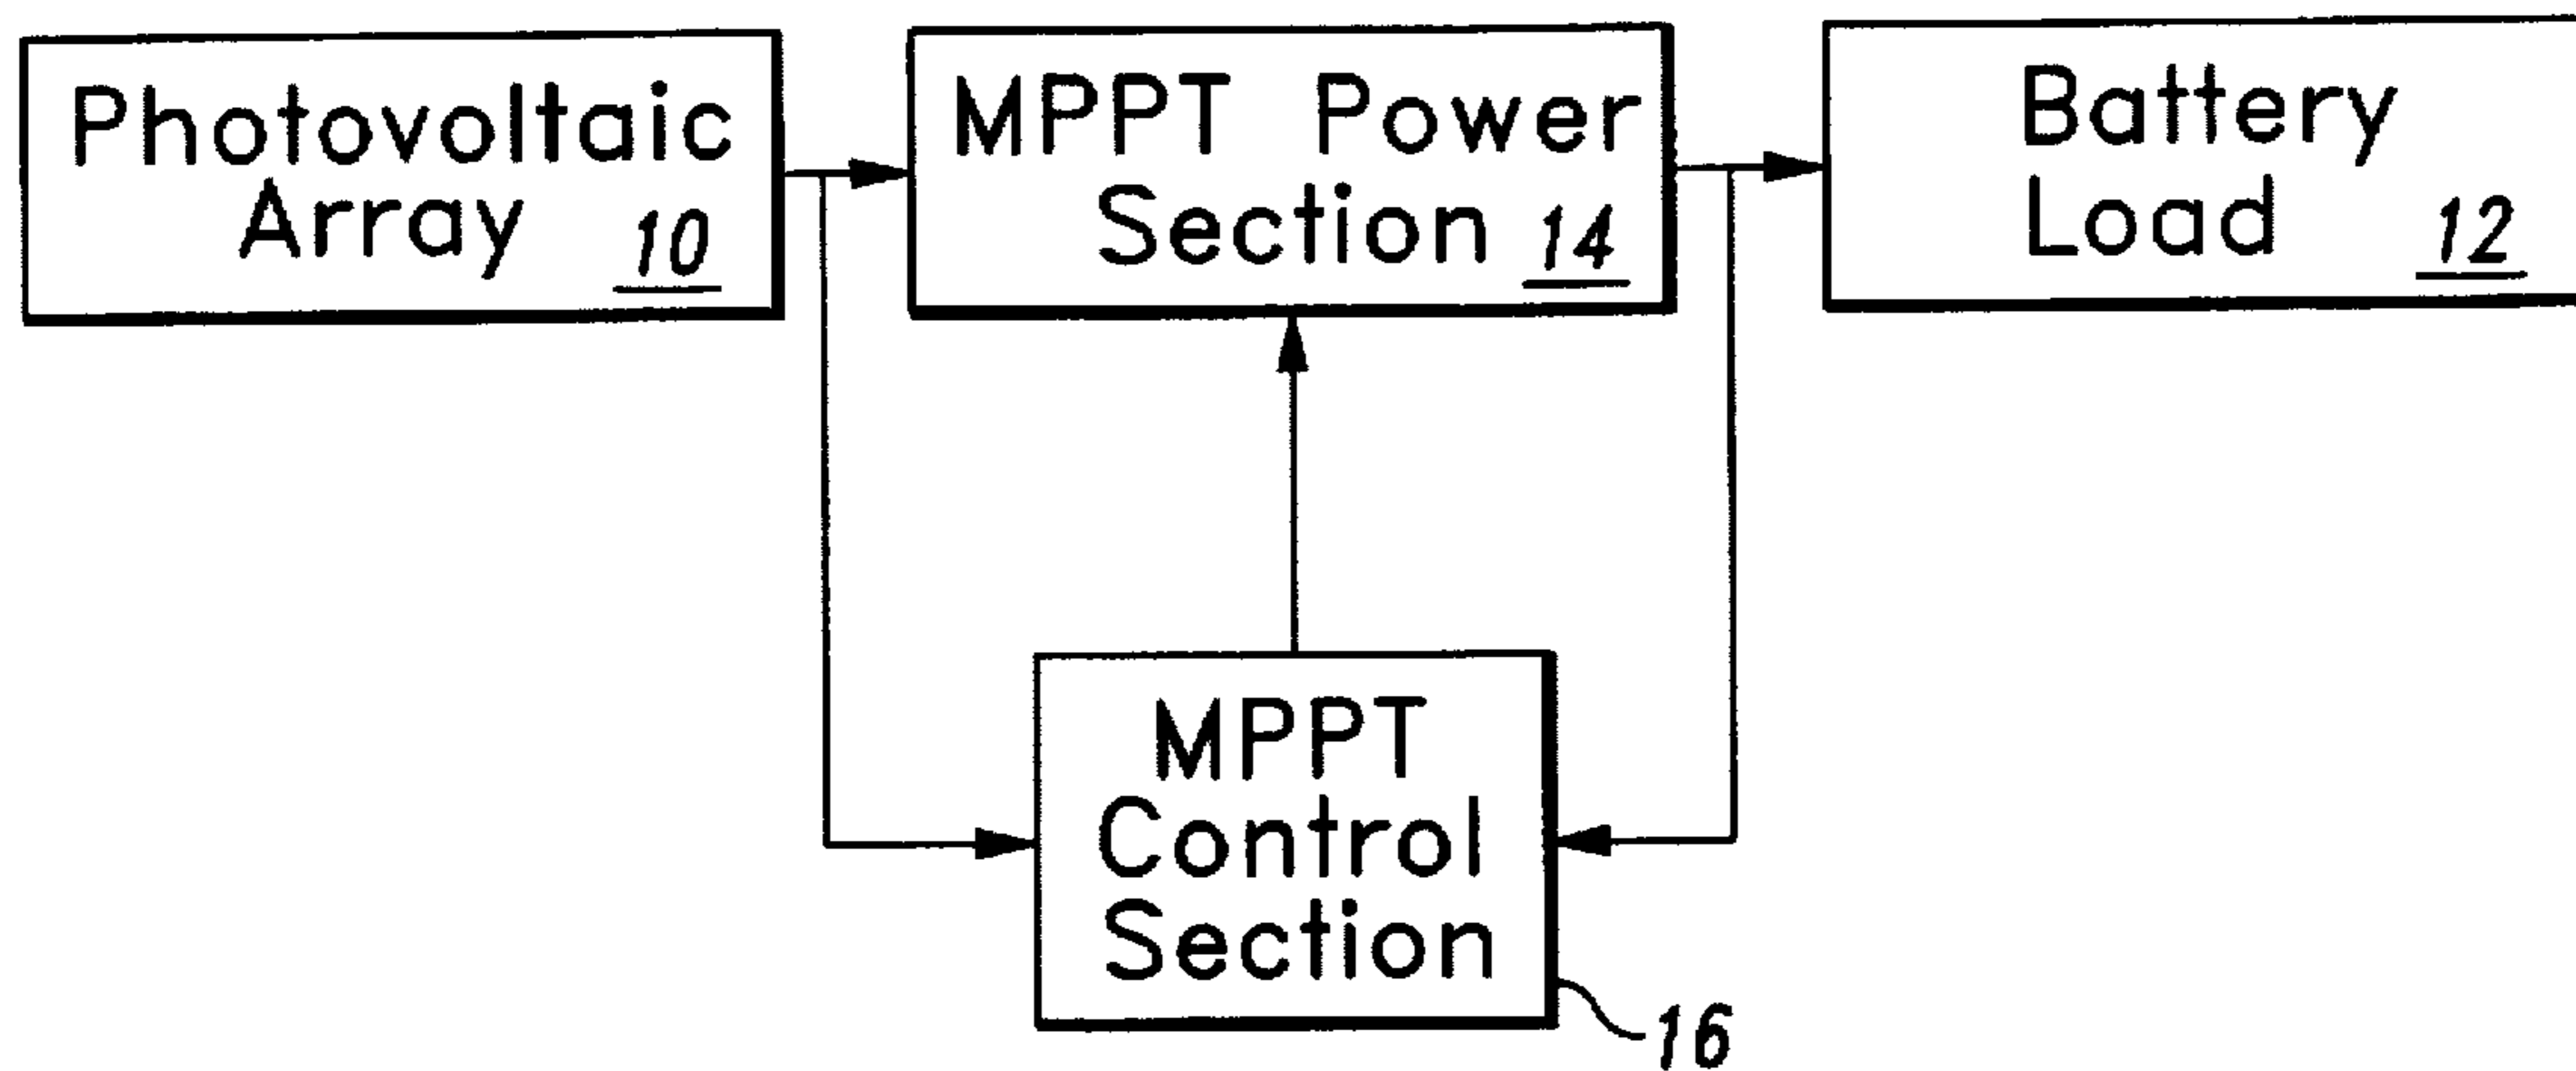 Photovoltaic
Array 10
MPPT Power
Section 14
Battery
Load 12
MPPT
Control
Section
16